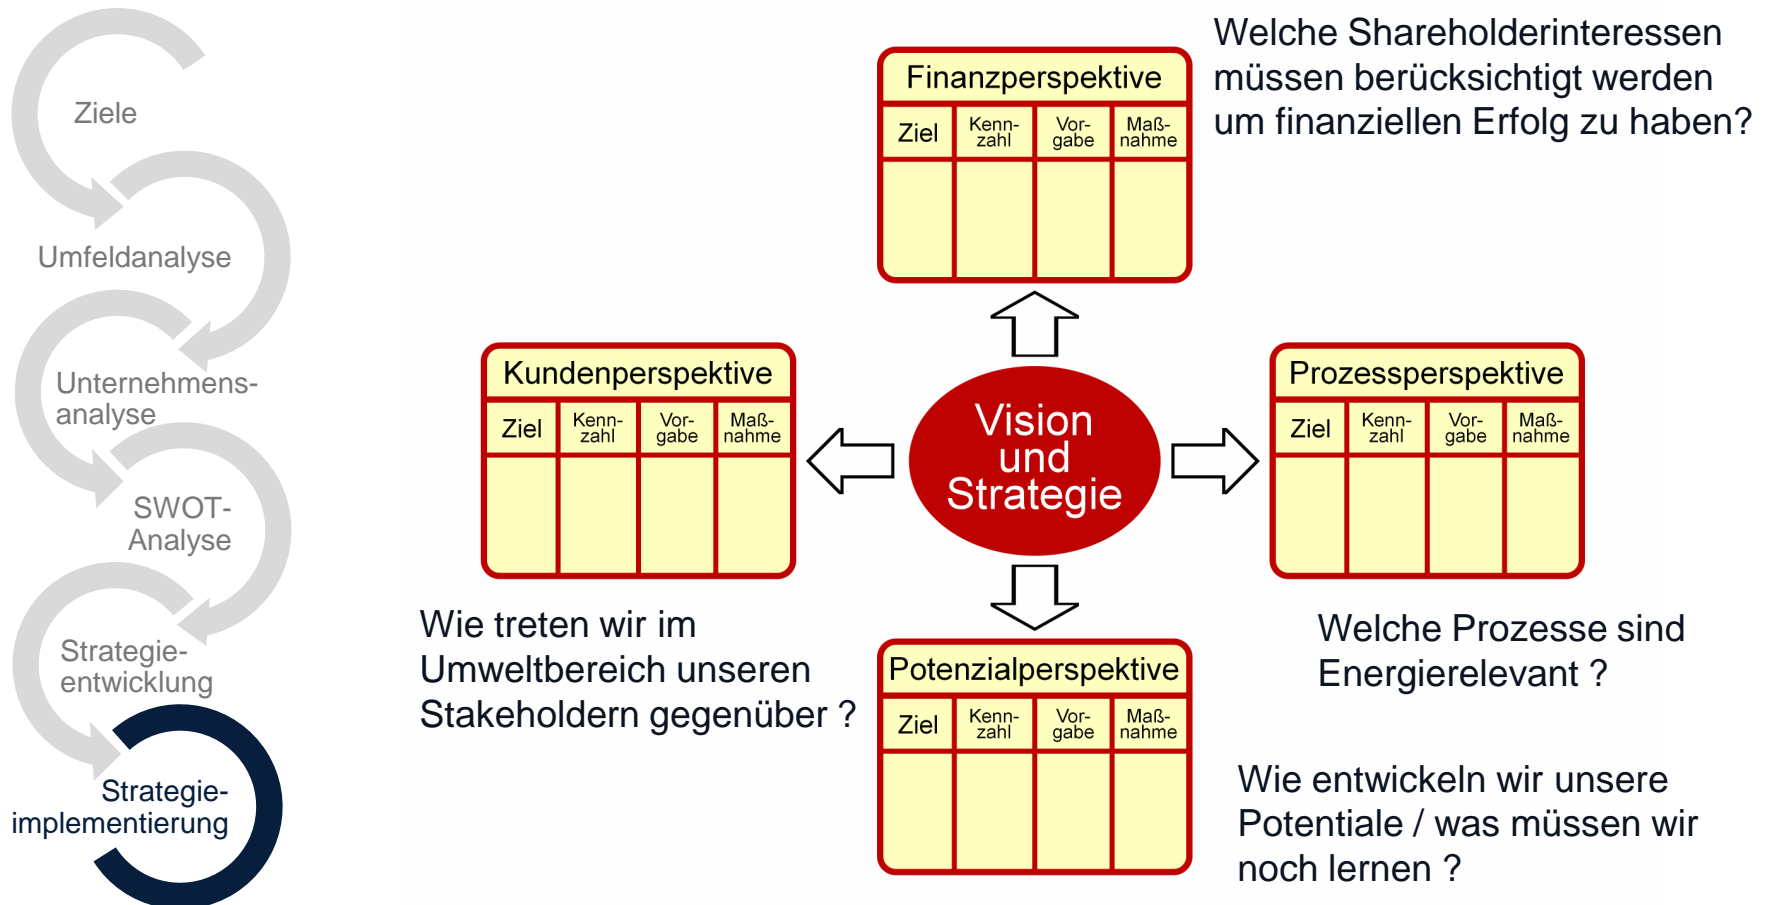 Ziele
Umfeldanalyse
Unternehmens-
analyse
SWOT-
Analyse
Strategie-
entwicklung
Strategie-
implementierung
Welche Shareholderinteressen
müssen berücksichtigt werden
um finanziellen Erfolg zu haben?
Finanzperspektive
Ziel
Kenn-
zahl
Vor-
gabe
Maß-
nahme
Kundenperspektive
Ziel
Kenn-
zahl
Vor-
gabe
Maß-
nahme
Vision
und
Strategie
Prozessperspektive
Ziel
Kenn-
zahl
Vor-
gabe
Maß-
nahme
Wie treten wir im
Umweltbereich unseren
Stakeholdern gegenüber ?
Welche Prozesse sind
Energierelevant ?
Potenzialperspektive
Ziel
Kenn-
zahl
Vor-
gabe
Maß-
nahme
Wie entwickeln wir unsere
Potentiale / was müssen wir
noch lernen ?